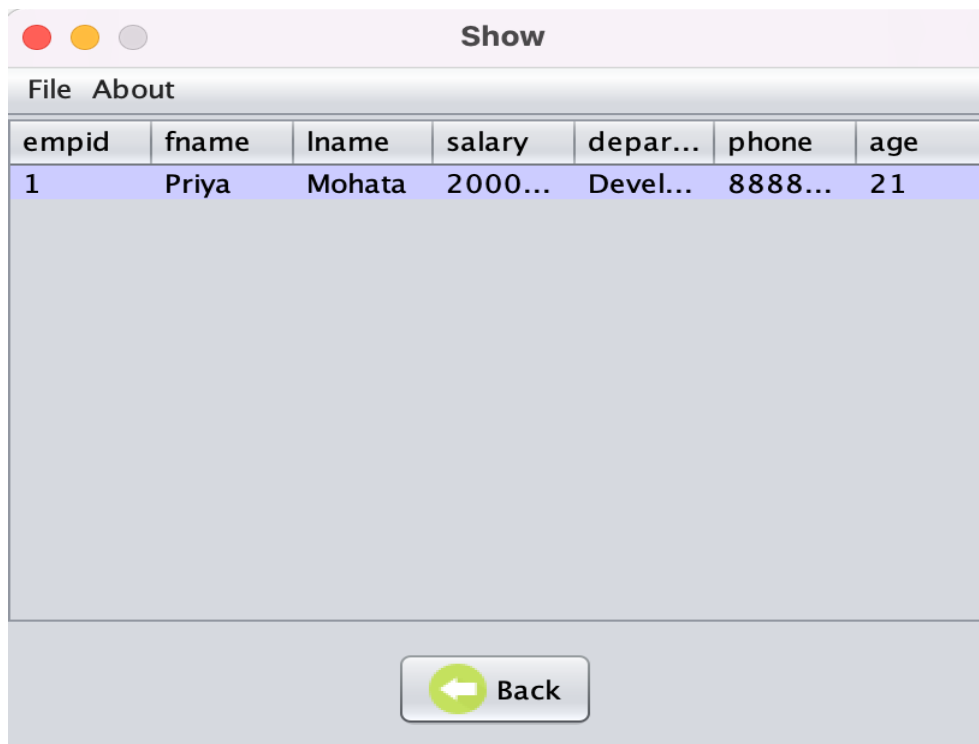 Show
File About
empid fname lname salary depar... phone age
1 Priya Mohata 2000... Devel... 8888... 21
Back